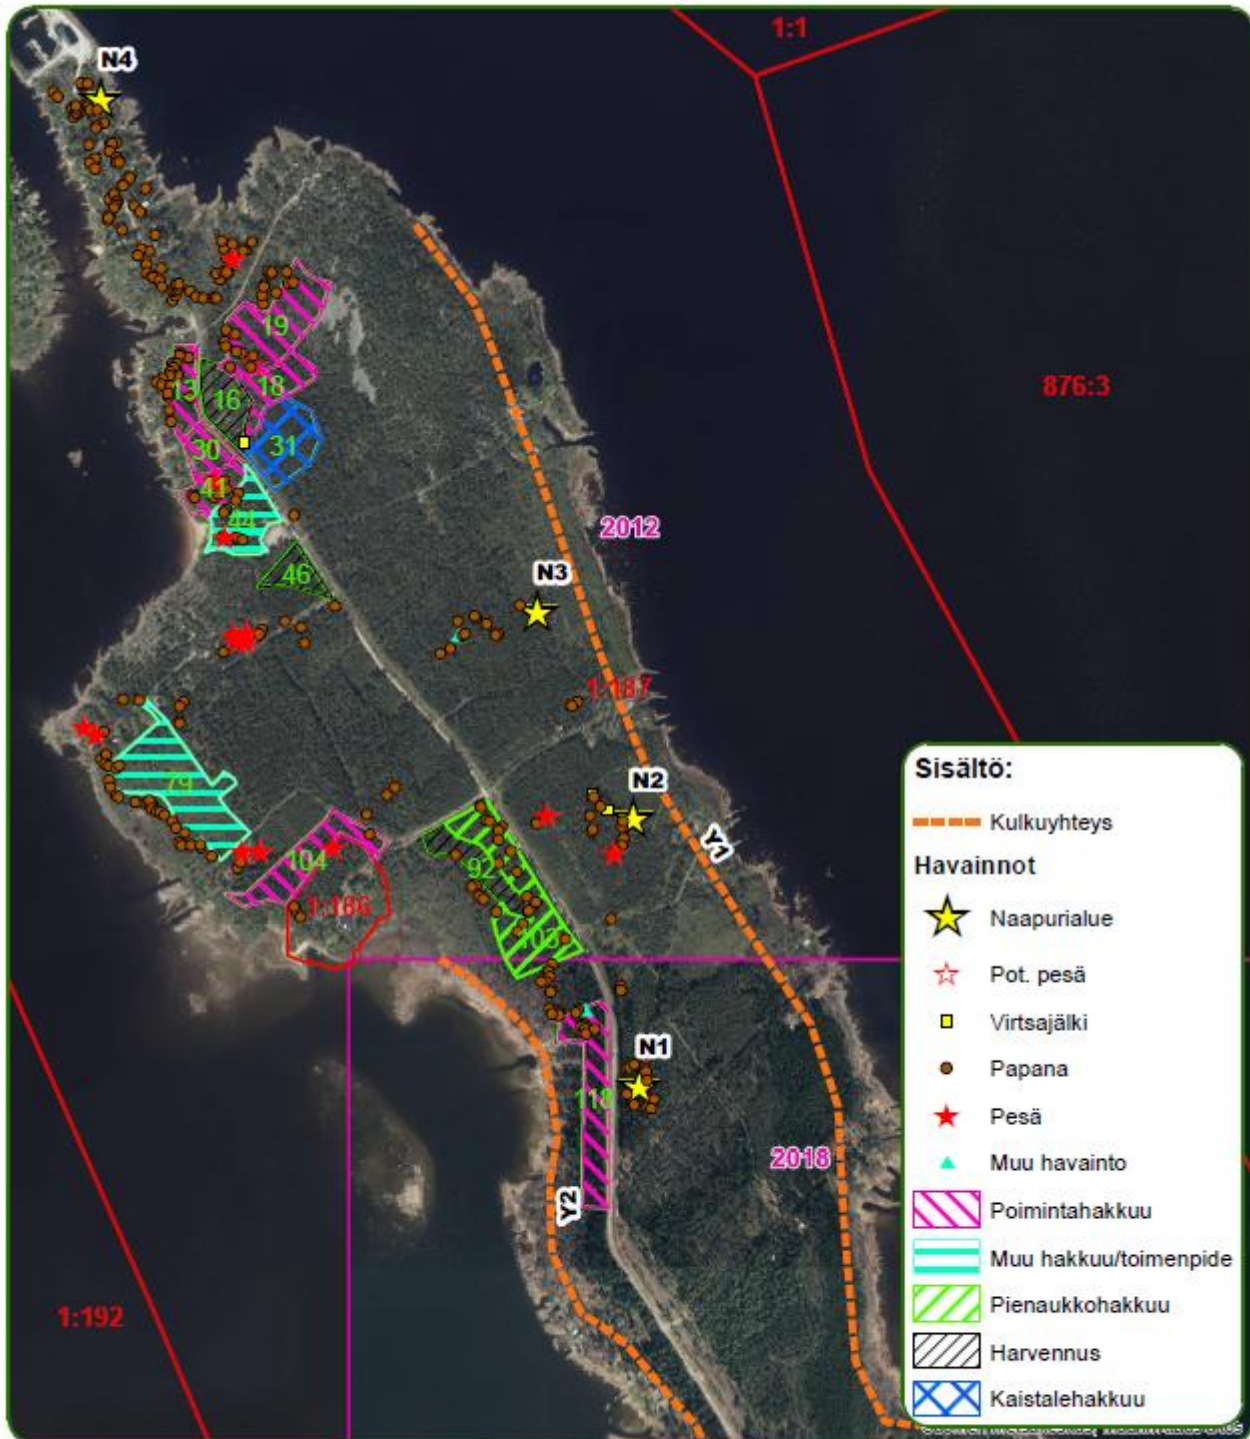 1:1
N4
19
13
18
16
876:3
30
31
41
44
2012
46
N3
1:187
79
N2
Y1
104
92
1:186
103
N1
118
2018
Y2
1:192
Sisältö:
Kulkuyhteys
Havainnot
Naapurialue
Pot. pesä
Virtsajälki
Papana
Pesä
Muu havainto
Poimintahakkuu
Muu hakkuu/toimenpide
Pienaukkohakkuu
Harvennus
Kaistalehakkuu